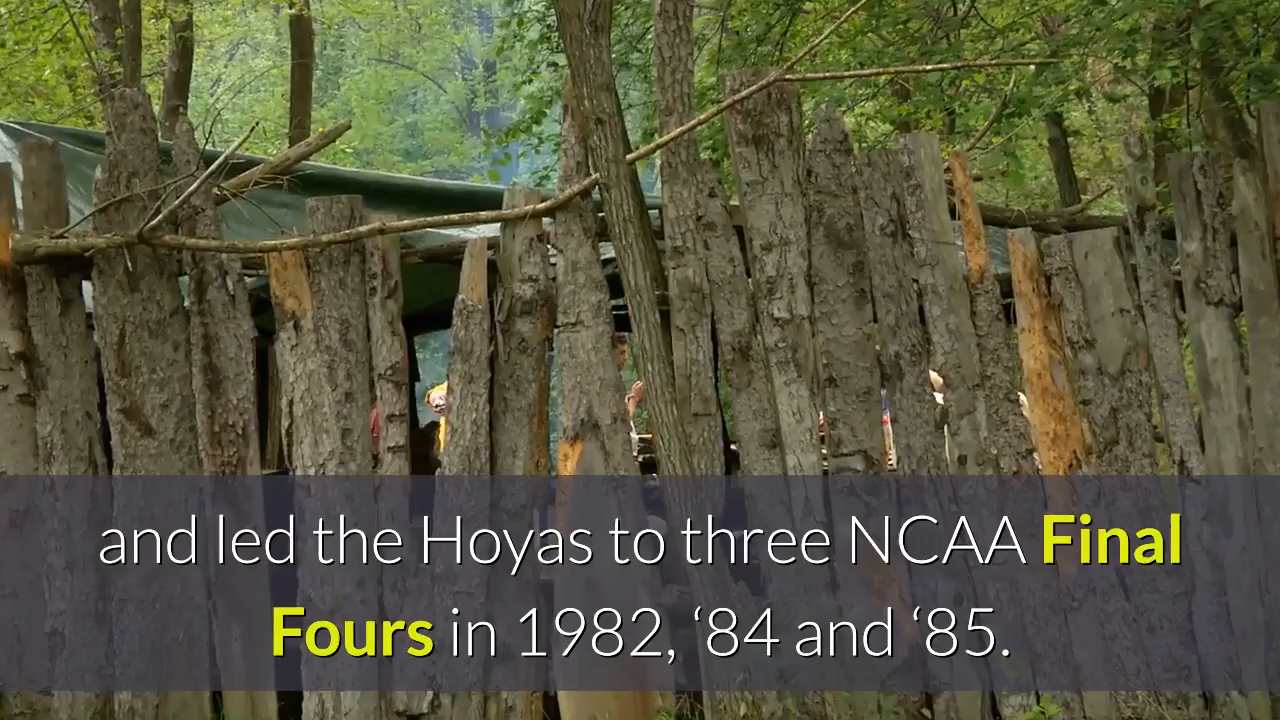 and led the Hoyas to three NCAA Final
Fours in 1982, ‘84 and ‘85.